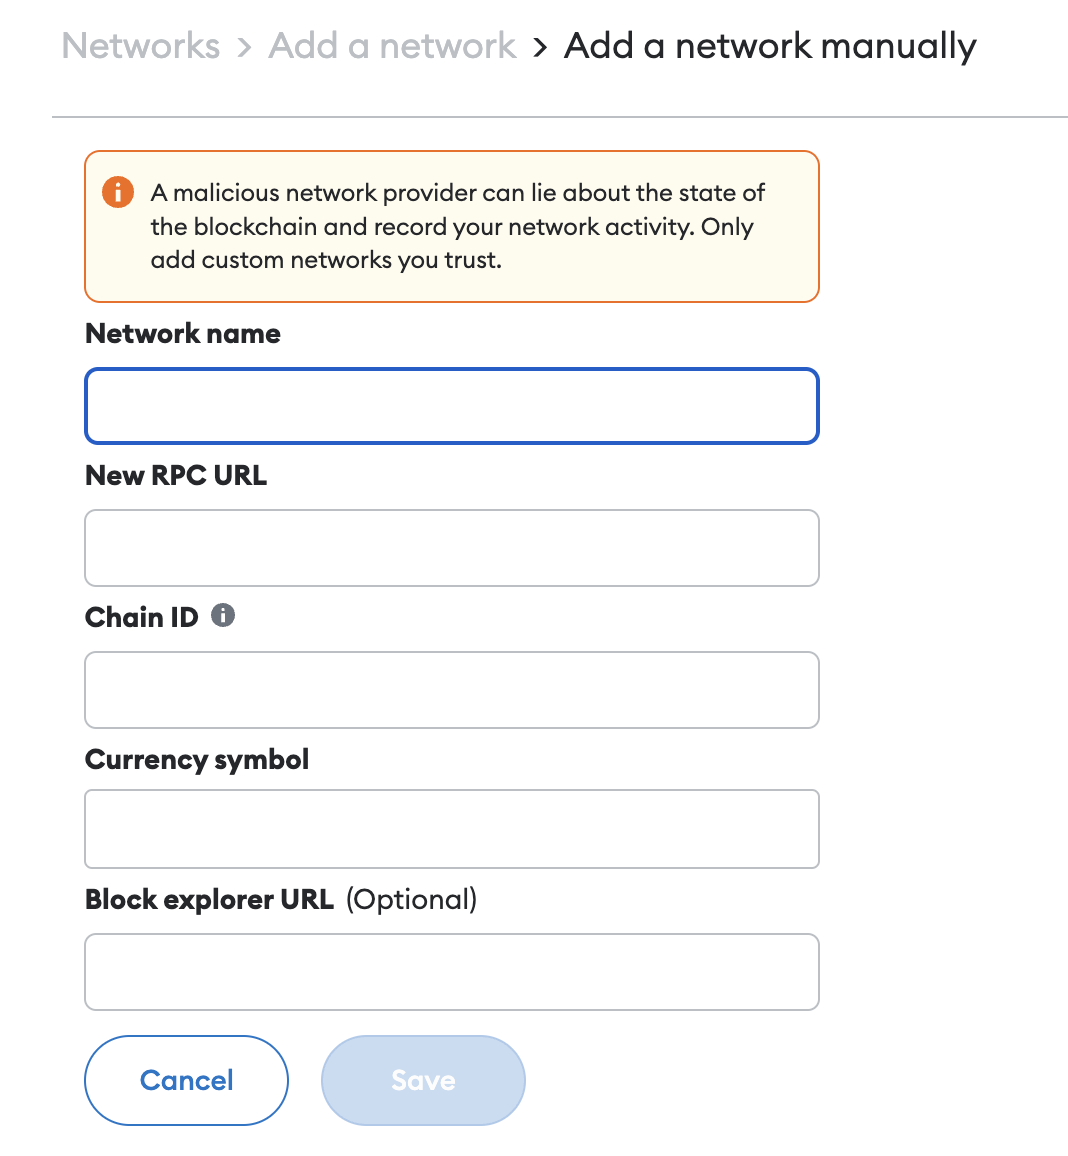 Networks > Add a network > Add a network manually
A malicious network provider can lie about the state of
the blockchain and record your network activity. Only
add custom networks you trust.
Network name
New RPC URL
Chain ID
Currency symbol
Block explorer URL (Optional)
Cancel Save